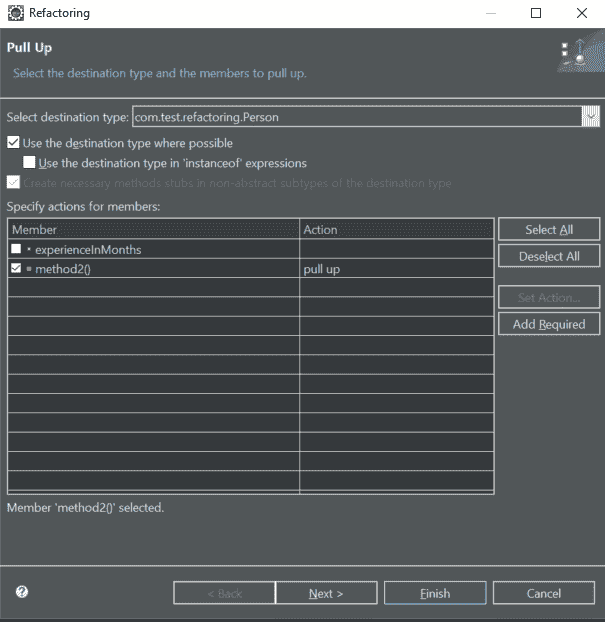 Refactoring
Pull Up
Select the destination type and the members to pull up.
Select destination type: com.test.refactoring.Person
Use the destination type where possible
Use the destination type in 'instanceof' expressions
Create necessary methods stubs in non-abstract subtypes of the destination type
Specify actions for members:
Member Action
experienceInMonths
method2() pull up
Select All
Deselect All
Set Action...
Add Required
Member 'method2()' selected.
? < Back Next > Finish Cancel